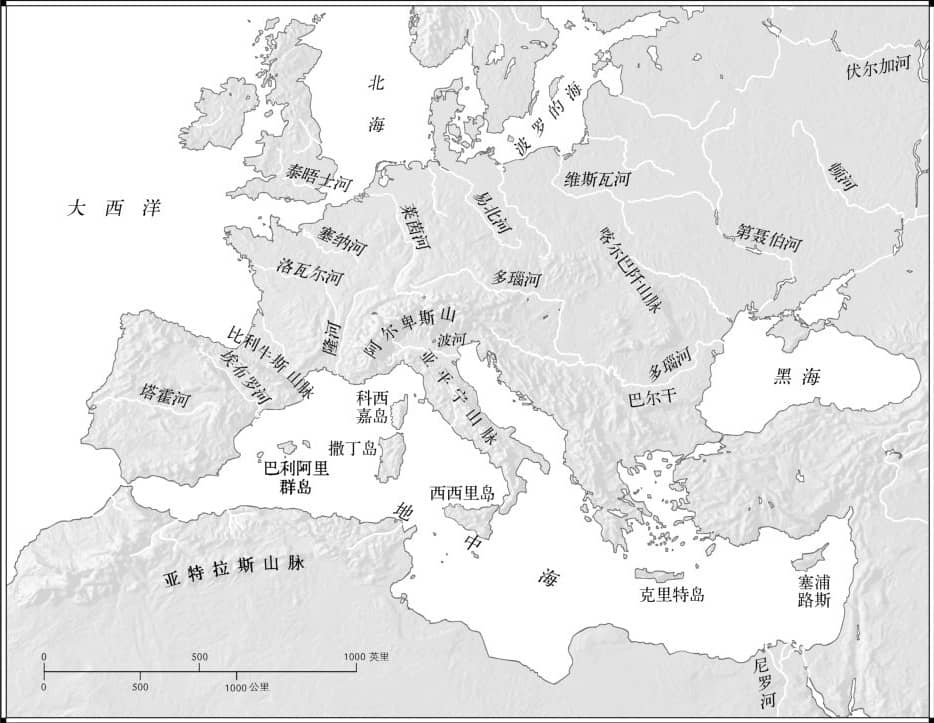 北
海
波罗的海
伏尔加河
泰晤士河
维斯瓦河
顿河
大西洋
莱茵河
易北河
塞纳河
第聂伯河
洛瓦尔河
多瑙河
喀尔巴阡山脉
隆河
阿尔卑斯山
波河
比利牛斯山脉
埃布罗河
亚平宁山脉
多瑙河
黑海
塔霍河
科西
嘉岛
巴尔干
撒丁岛
巴利阿里
群岛
西西里岛
地中海
亚特拉斯山脉
克里特岛
塞浦
路斯
尼罗河
0 500 1000 英里
0 500 1000 公里